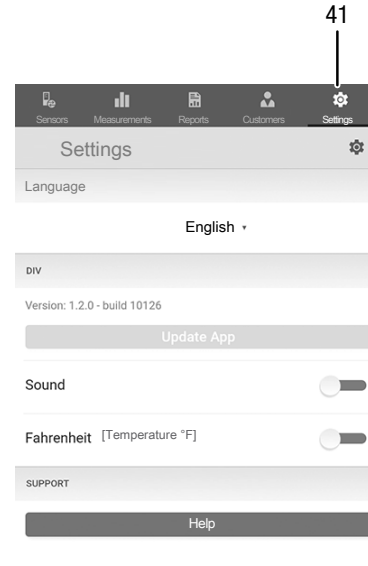 41
Sensors Measurements Reports Customers Settings
Settings
Language
English
DIV
Version: 1.2.0 - build 10126
Update App
Sound
Fahrenheit [Temperature °F]
SUPPORT
Help